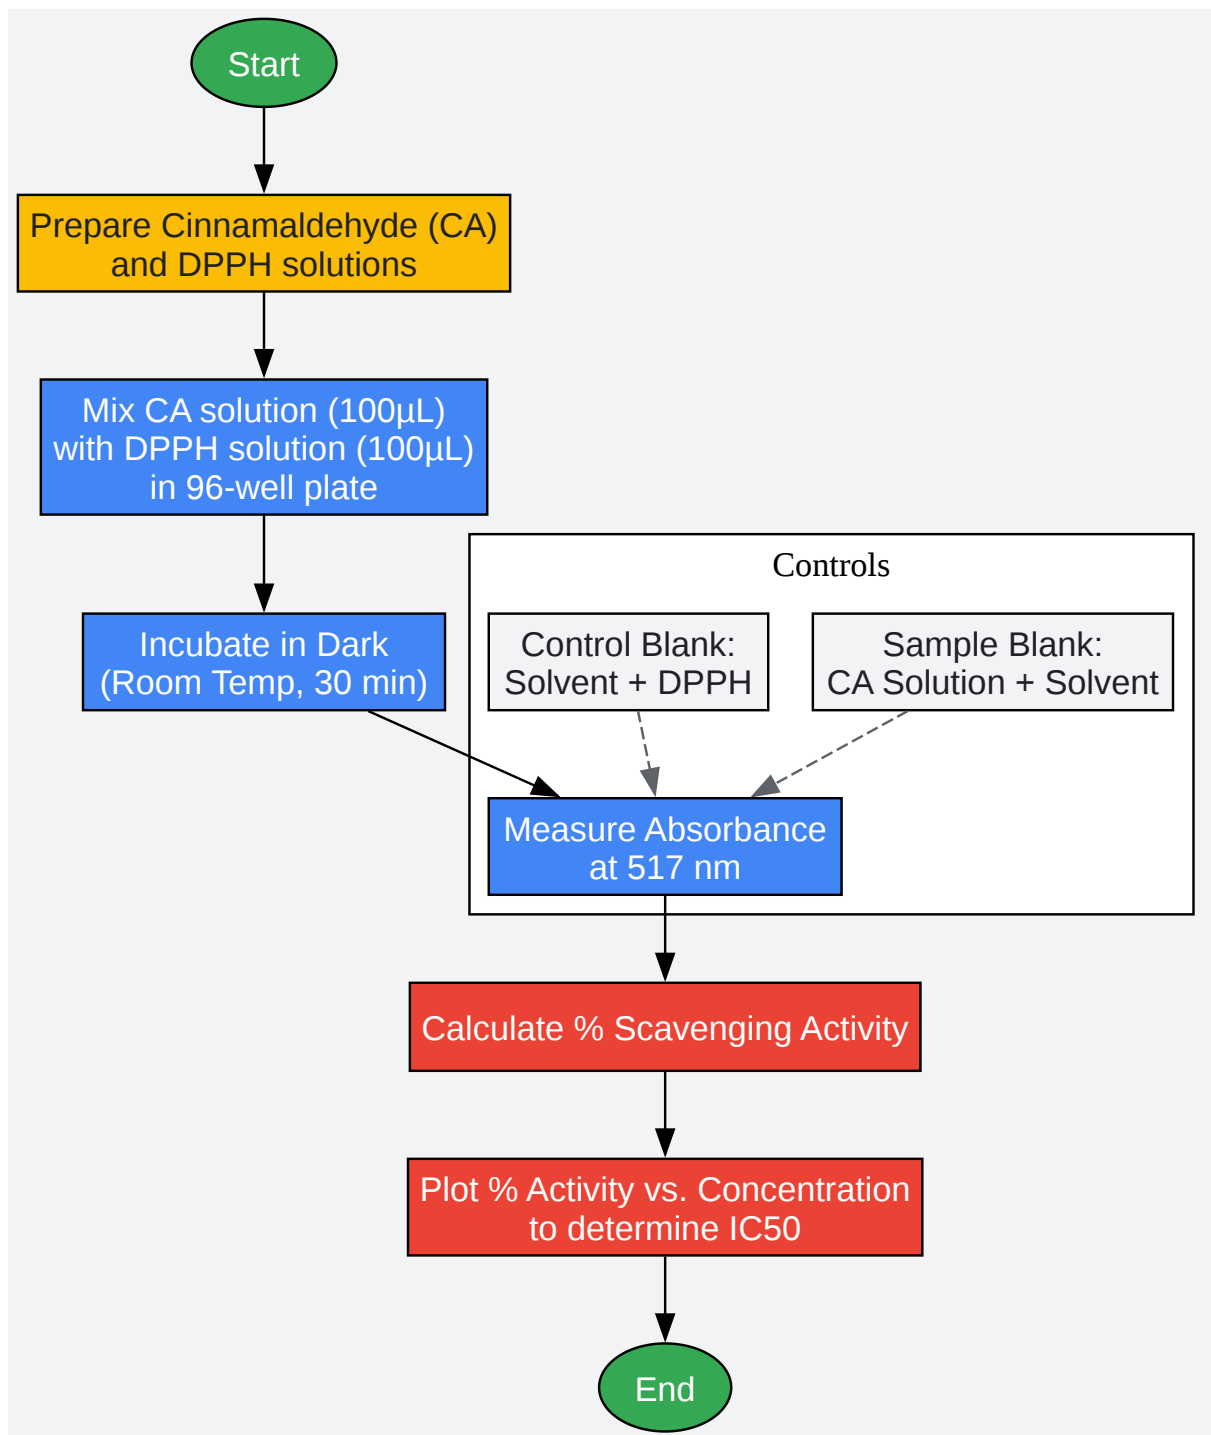 Start
Prepare Cinnamaldehyde (CA)
and DPPH solutions
Mix CA solution (100µL)
with DPPH solution (100µL)
in 96-well plate
Incubate in Dark
(Room Temp, 30 min)
Controls
Control Blank:
Solvent + DPPH
Sample Blank:
CA Solution + Solvent
Measure Absorbance
at 517 nm
Calculate % Scavenging Activity
Plot % Activity vs. Concentration
to determine IC50
End